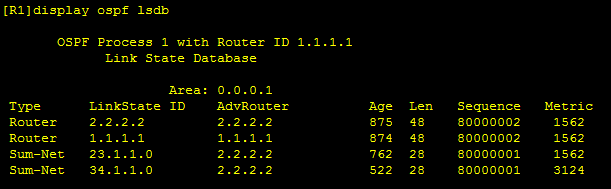 [R1]display ospf lsdb
OSPF Process 1 with Router ID 1.1.1.1
Link State Database
Area: 0.0.0.1
Type LinkState ID AdvRouter Age Len Sequence Metric
Router 2.2.2.2 2.2.2.2 875 48 80000002 1562
Router 1.1.1.1 1.1.1.1 874 48 80000002 1562
Sum-Net 23.1.1.0 2.2.2.2 762 28 80000001 1562
Sum-Net 34.1.1.0 2.2.2.2 522 28 80000001 3124